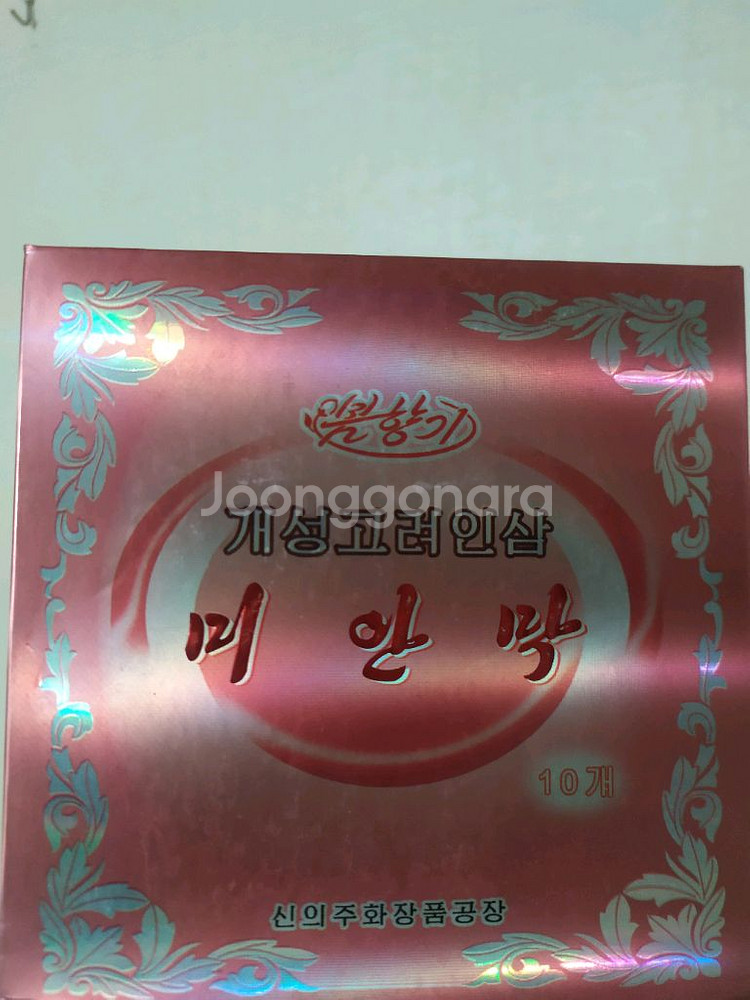 봄향기
Joonggonara
개성고려인삼
미안막
10개
신의주화장품공장